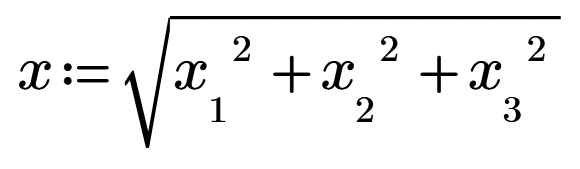 x := √(x₁² + x₂² + x₃²)